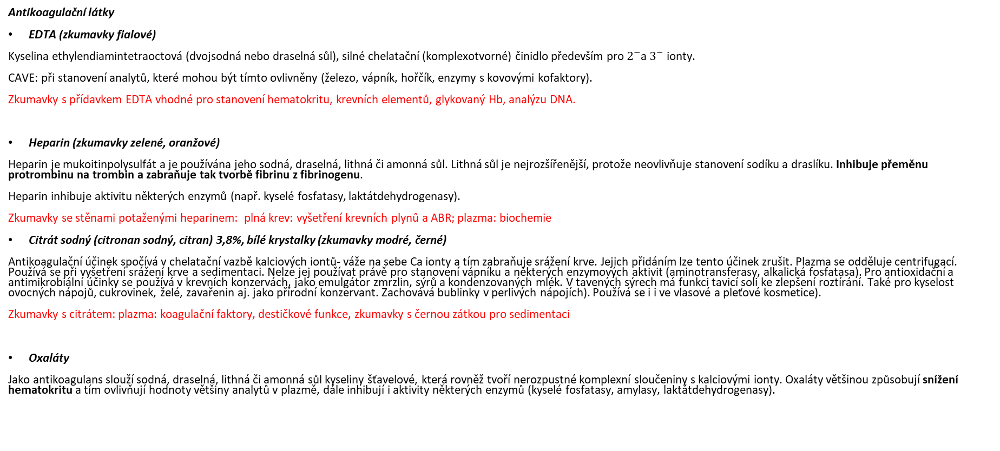 Antikoagulační látky
• EDTA (zkumavky fialové)
Kyselina ethylendiamintetraoctová (dvojsodná nebo draselná sůl), silné chelatační (komplexotvorné) činidlo především pro 2⁻a 3⁻ ionty.
CAVE: při stanovení analytů, které mohou být tímto ovlivněny (železo, vápník, hořčík, enzymy s kovovými kofaktory).
Zkumavky s přídavkem EDTA vhodné pro stanovení hematokritu, krevních elementů, glykovaný Hb, analýzu DNA.
• Heparin (zkumavky zelené, oranžové)
Heparin je mukoitinpolysulfát a je používána jeho sodná, draselná, lithná či amonná sůl. Lithná sůl je nejrozšířenější, protože neovlivňuje stanovení sodíku a draslíku. Inhibuje přeměnu
protrombinu na trombin a zabraňuje tak tvorbě fibrinu z fibrinogenu.
Heparin inhibuje aktivitu některých enzymů (např. kyselé fosfatasy, laktátdehydrogenasy).
Zkumavky se stěnami potaženými heparinem:  plná krev: vyšetření krevních plynů a ABR; plazma: biochemie
• Citrát sodný (citronan sodný, citran) 3,8%, bílé krystalky (zkumavky modré, černé)
Antikoagulační účinek spočívá v chelatační vazbě kalciových iontů- váže na sebe Ca ionty a tím zabraňuje srážení krve. Jejich přidáním lze tento účinek zrušit. Plazma se odděluje centrifugací.
Používá se při vyšetření srážení krve a sedimentaci. Nelze jej používat právě pro stanovení vápníku a některých enzymových aktivit (aminotransferasy, alkalická fosfatasa). Pro antioxidační a
antimikrobiální účinky se používá v krevních konzervách, jako emulgátor zmrzlin, sýrů a kondenzovaných mlék. V tavených sýrech má funkci tavicí soli ke zlepšení roztírání. Také pro kyselost
ovocných nápojů, cukrovinek, želé, zavařenin aj. jako přírodní konzervant. Zachovává bublinky v perlivých nápojích). Používá se i i ve vlasové a pleťové kosmetice).
Zkumavky s citrátem: plazma: koagulační faktory, destičkové funkce, zkumavky s černou zátkou pro sedimentaci
• Oxaláty
Jako antikoagulans slouží sodná, draselná, lithná či amonná sůl kyseliny šťavelové, která rovněž tvoří nerozpustné komplexní sloučeniny s kalciovými ionty. Oxaláty většinou způsobují snížení
hematokritu a tím ovlivňují hodnoty většiny analytů v plazmě, dále inhibují i aktivity některých enzymů (kyselé fosfatasy, amylasy, laktátdehydrogenasy).